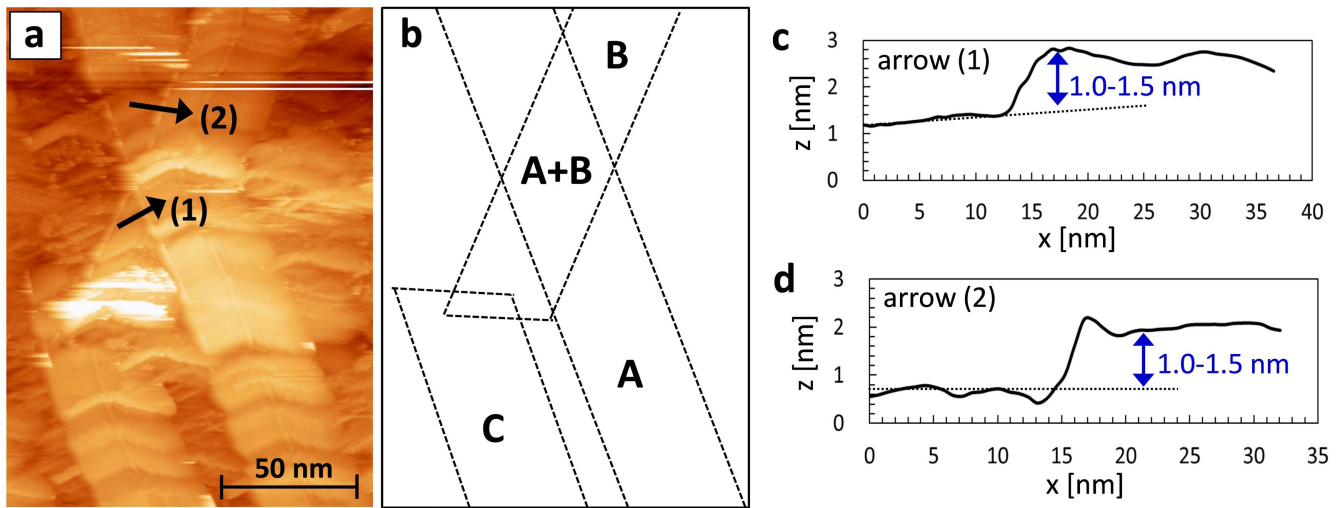 a
(2)
(1)
50 nm
b
B
A+B
A
C
c
arrow (1)
1.0-1.5 nm
z [nm]
3
2
1
0
0 5 10 15 20 25 30 35 40
x [nm]
d
arrow (2)
1.0-1.5 nm
z [nm]
3
2
1
0
0 5 10 15 20 25 30 35
x [nm]